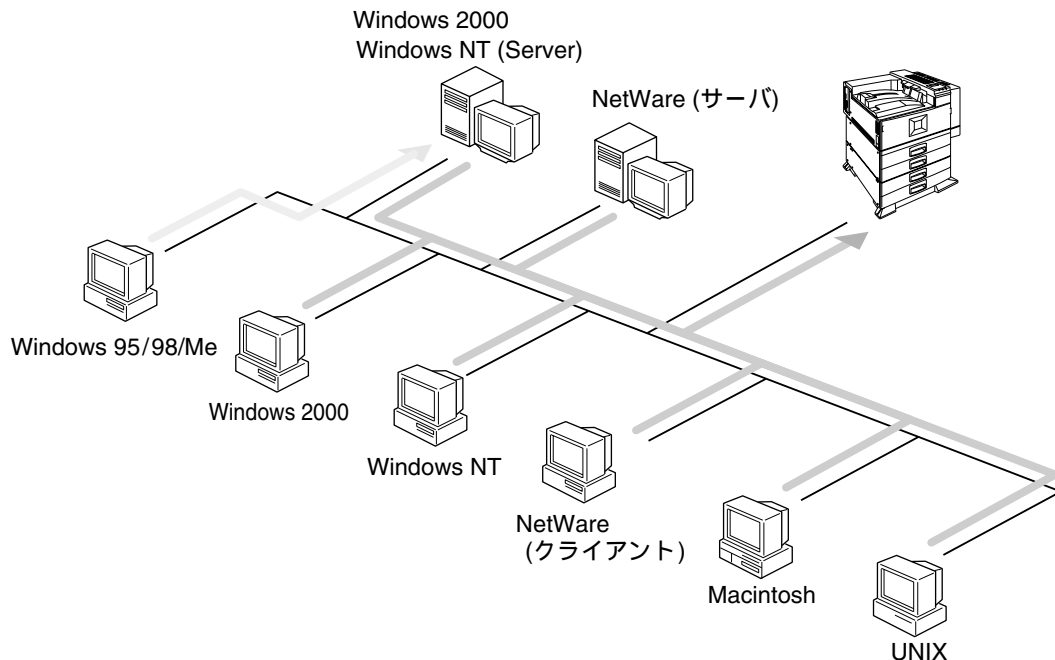 Windows 2000
Windows NT (Server)
NetWare (サーバ)
Windows 95/98/Me
Windows 2000
Windows NT
NetWare
(クライアント)
Macintosh
UNIX